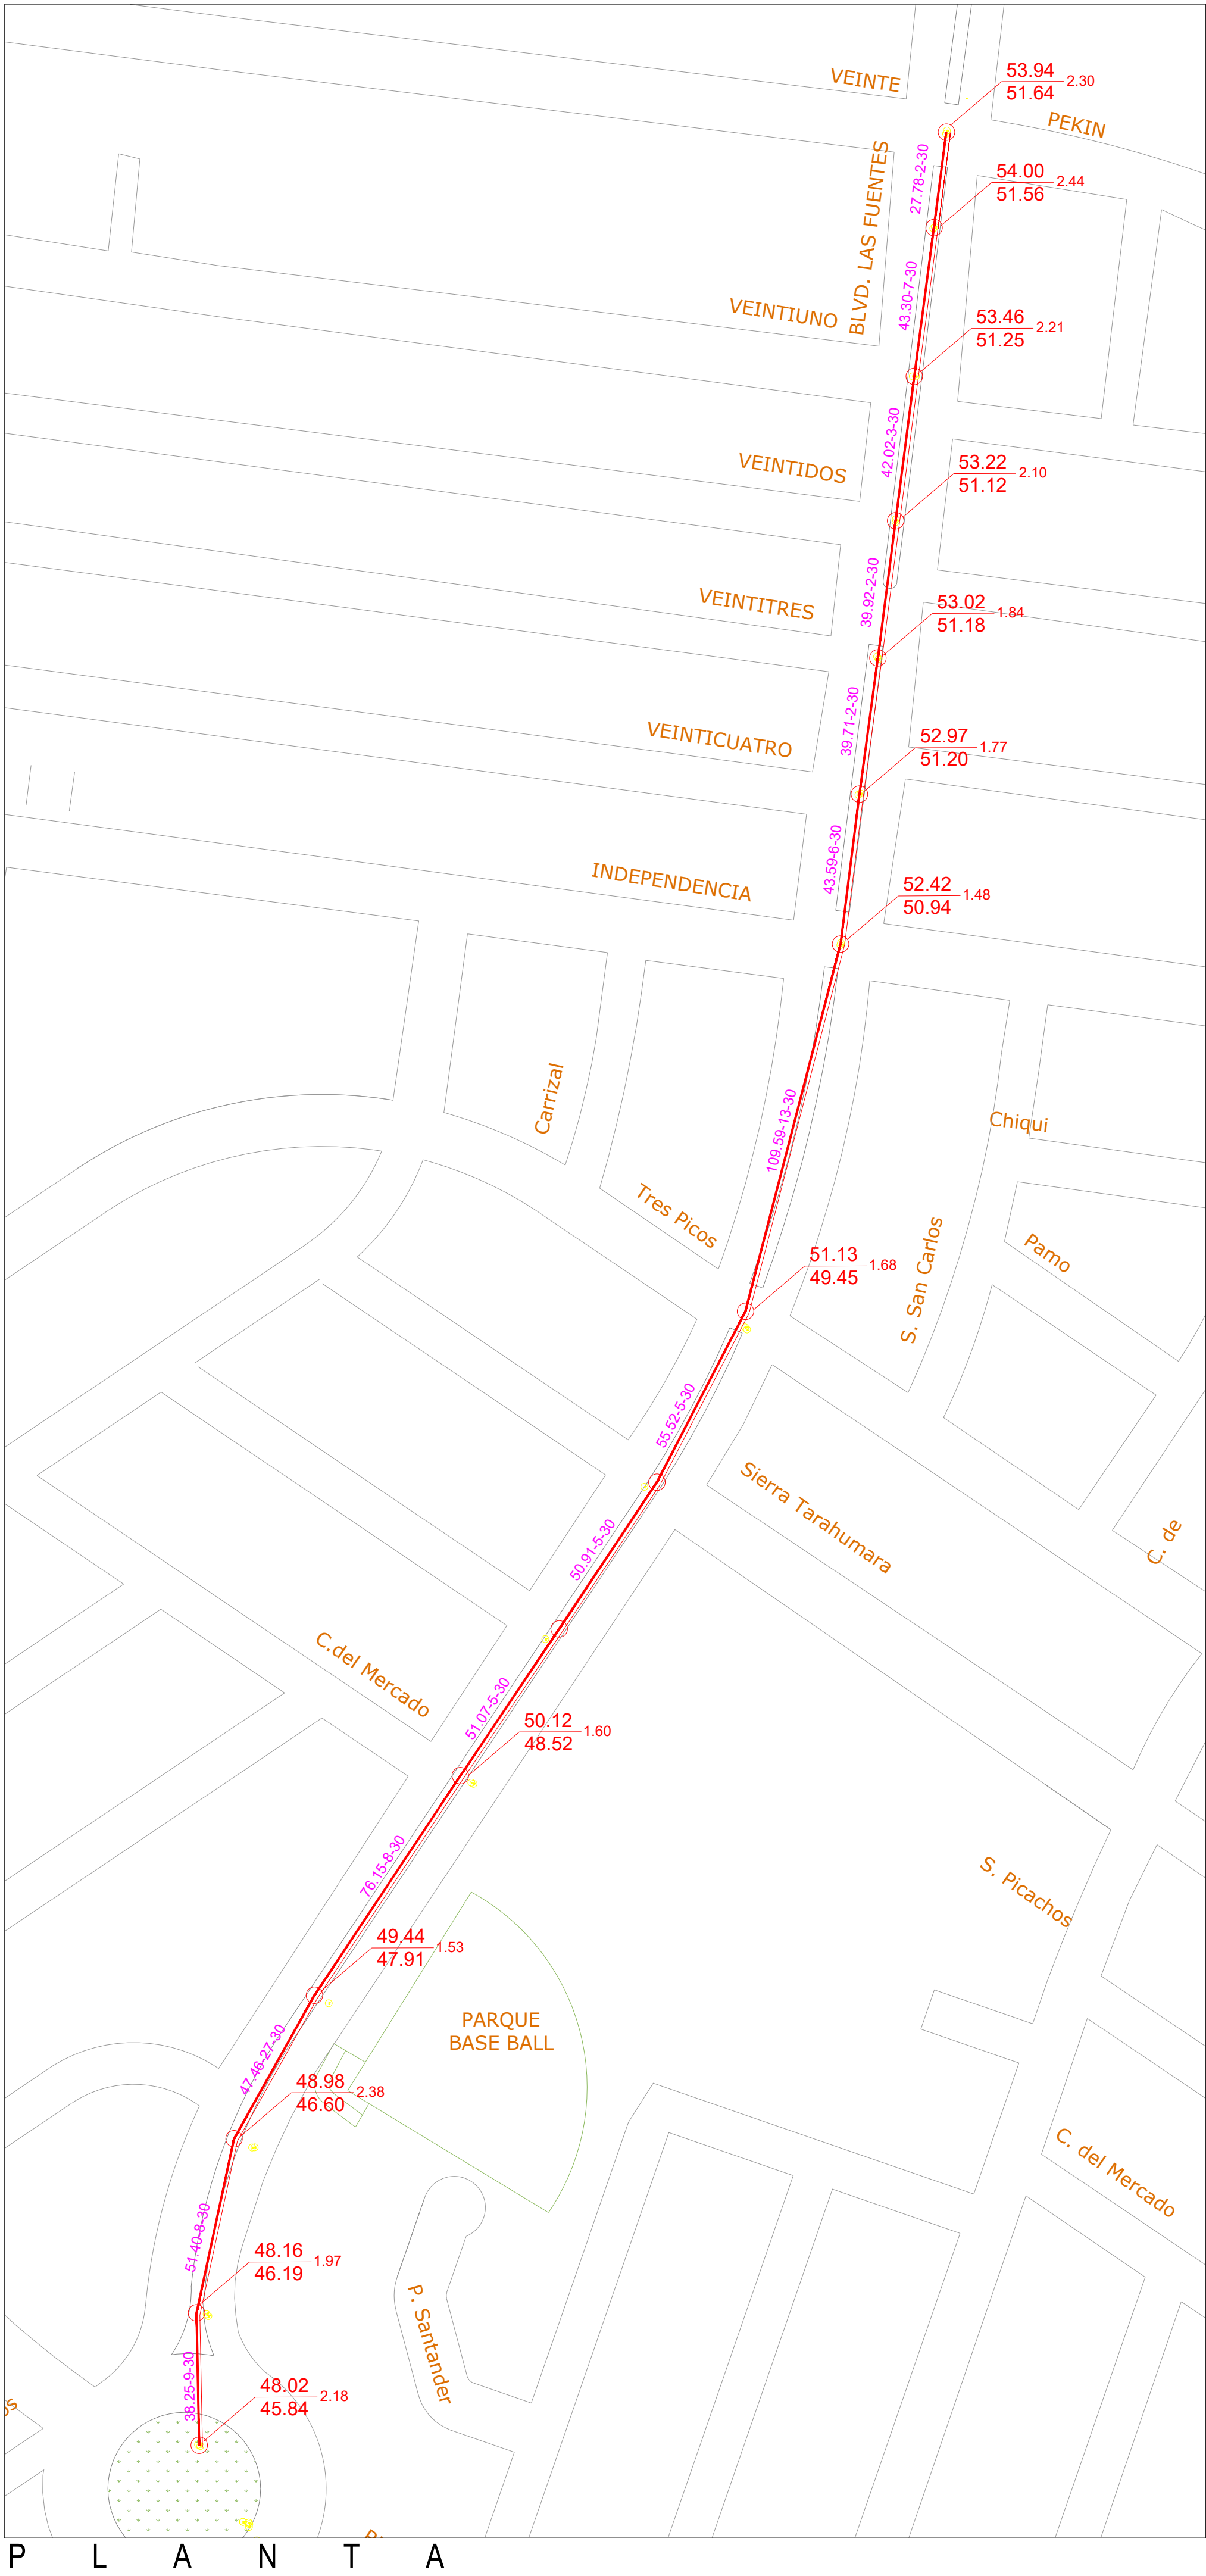 VEINTE
53.94
2.30
51.64
PEKIN
27.78-2-30
BLVD. LAS FUENTES
54.00
2.44
51.56
43.30-7-30
VEINTIUNO
53.46
2.21
51.25
42.02-3-30
VEINTIDOS
53.22
2.10
51.12
39.92-2-30
VEINTITRES
53.02
1.84
51.18
39.71-2-30
VEINTICUATRO
52.97
1.77
51.20
43.59-6-30
INDEPENDENCIA
52.42
1.48
50.94
Carrizal
109.59-13-30
Chiqui
Tres Picos
S. San Carlos
Pamo
51.13
1.68
49.45
55.52-5-30
Sierra Tarahumara
C. de
50.91-5-30
C.del Mercado
51.07-5-30
50.12
1.60
48.52
76.15-8-30
S. Picachos
49.44
1.53
47.91
PARQUE
BASE BALL
47.46-27-30
48.98
2.38
46.60
C. del Mercado
51.40-8-30
48.16
1.97
46.19
P. Santander
38.25-9-30
48.02
2.18
45.84
P L A N T A